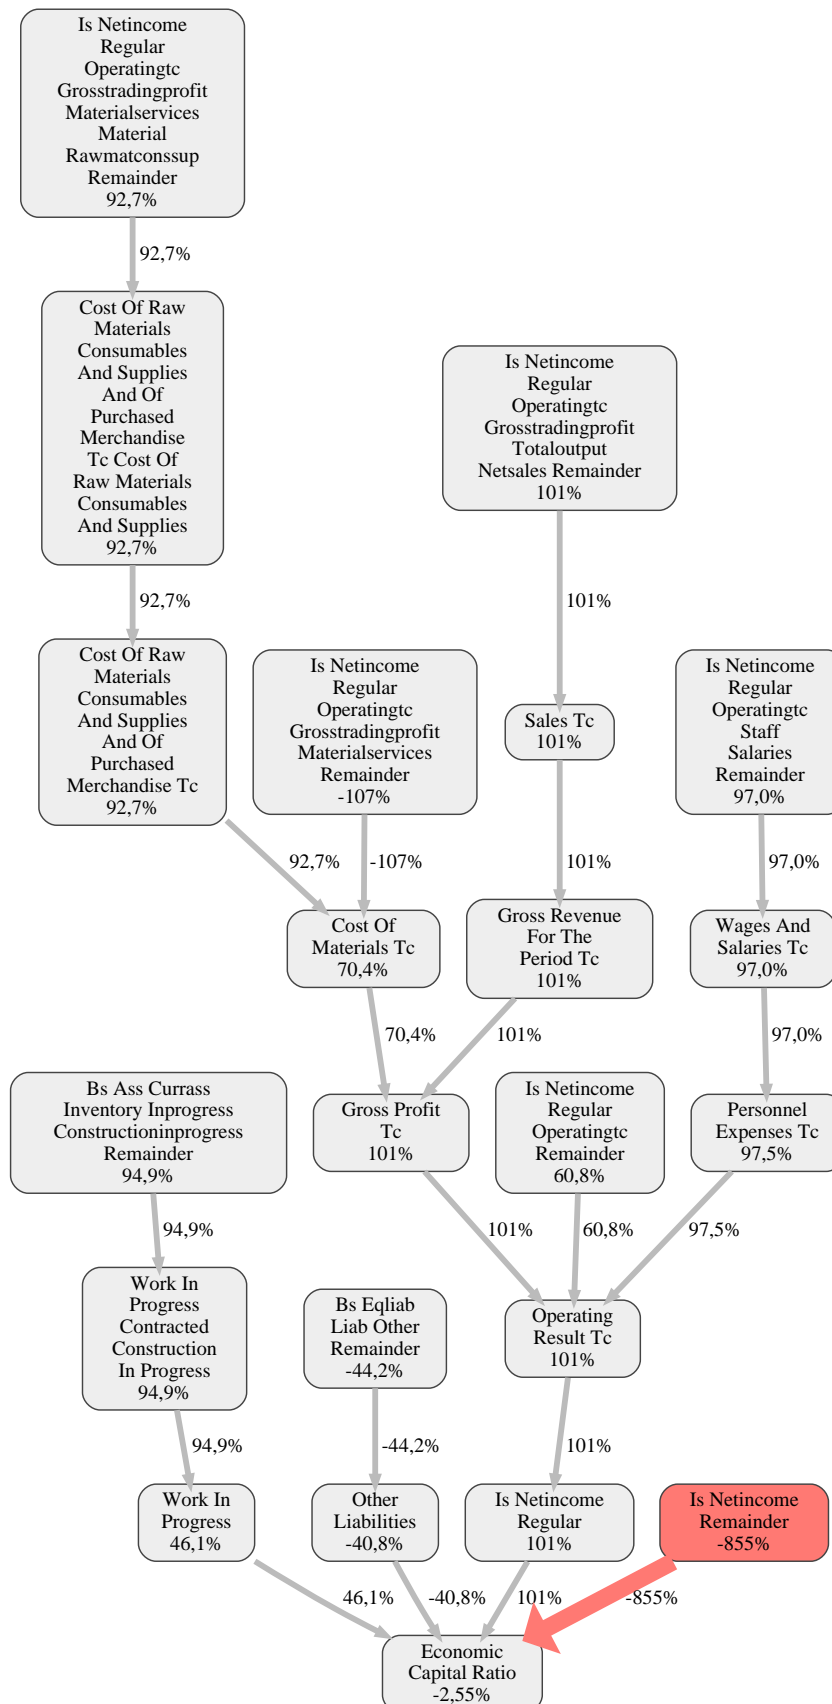 Is Netincome
Regular
Operatingtc
Grosstradingprofit
Materialservices
Material
Rawmatconssup
Remainder
92,7%
92,7%
Cost Of Raw
Materials
Consumables
And Supplies
And Of
Purchased
Merchandise
Tc Cost Of
Raw Materials
Consumables
And Supplies
92,7%
Is Netincome
Regular
Operatingtc
Grosstradingprofit
Totaloutput
Netsales Remainder
101%
92,7%
101%
Cost Of Raw
Materials
Consumables
And Supplies
And Of
Purchased
Merchandise Tc
92,7%
Is Netincome
Regular
Operatingtc
Grosstradingprofit
Materialservices
Remainder
-107%
Sales Tc
101%
Is Netincome
Regular
Operatingtc
Staff
Salaries
Remainder
97,0%
92,7%
-107%
101%
97,0%
Cost Of
Materials Tc
70,4%
Gross Revenue
For The
Period Tc
101%
Wages And
Salaries Tc
97,0%
70,4%
101%
97,0%
Bs Ass Currass
Inventory Inprogress
Constructioninprogress
Remainder
94,9%
Gross Profit
Tc
101%
Is Netincome
Regular
Operatingtc
Remainder
60,8%
Personnel
Expenses Tc
97,5%
94,9%
101%
60,8%
97,5%
Work In
Progress
Contracted
Construction
In Progress
94,9%
Bs Eqliab
Liab Other
Remainder
-44,2%
Operating
Result Tc
101%
94,9%
-44,2%
101%
Work In
Progress
46,1%
Other
Liabilities
-40,8%
Is Netincome
Regular
101%
Is Netincome
Remainder
-855%
46,1%
-40,8%
101%
-855%
Economic
Capital Ratio
-2,55%